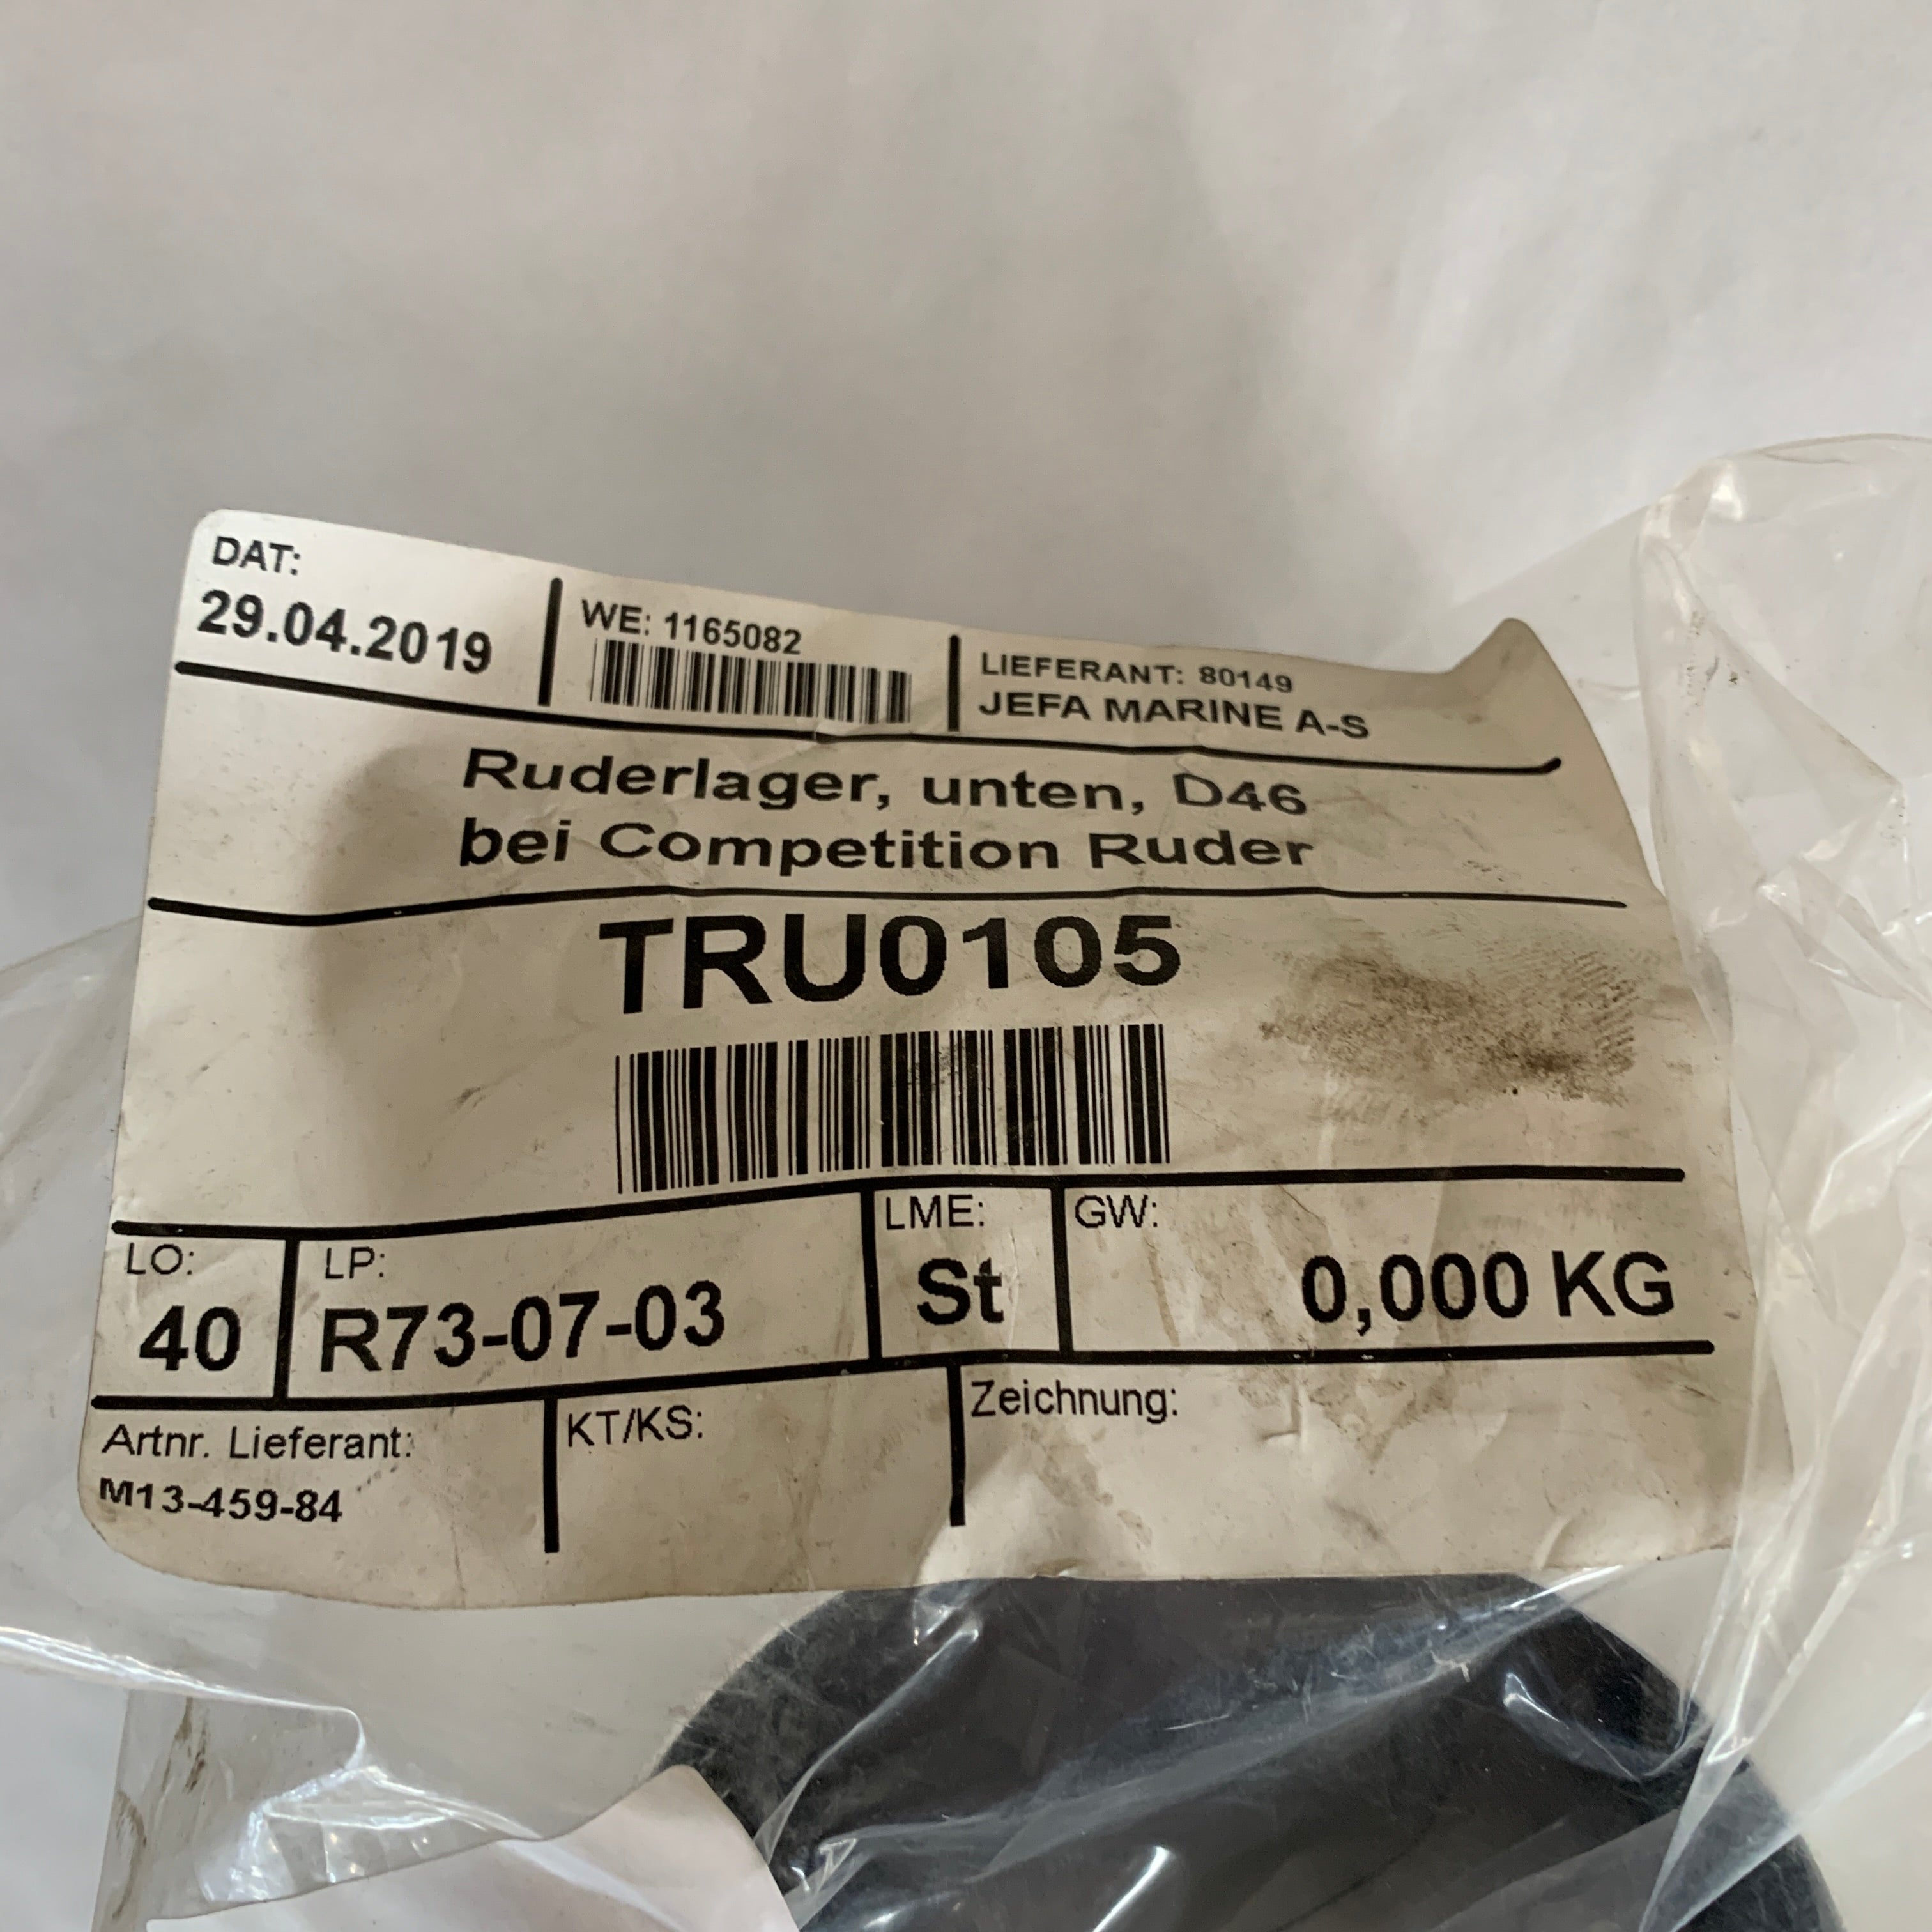 DAT:
29.04.2019
WE: 1165082
LIEFERANT: 80149
JEFA MARINE A-S
Ruderlager, unten, D46
bei Competition Ruder
TRU0105
LO:
40
LP:
R73-07-03
LME:
St
GW:
0,000 KG
Artnr. Lieferant:
M13-459-84
KT/KS:
Zeichnung: